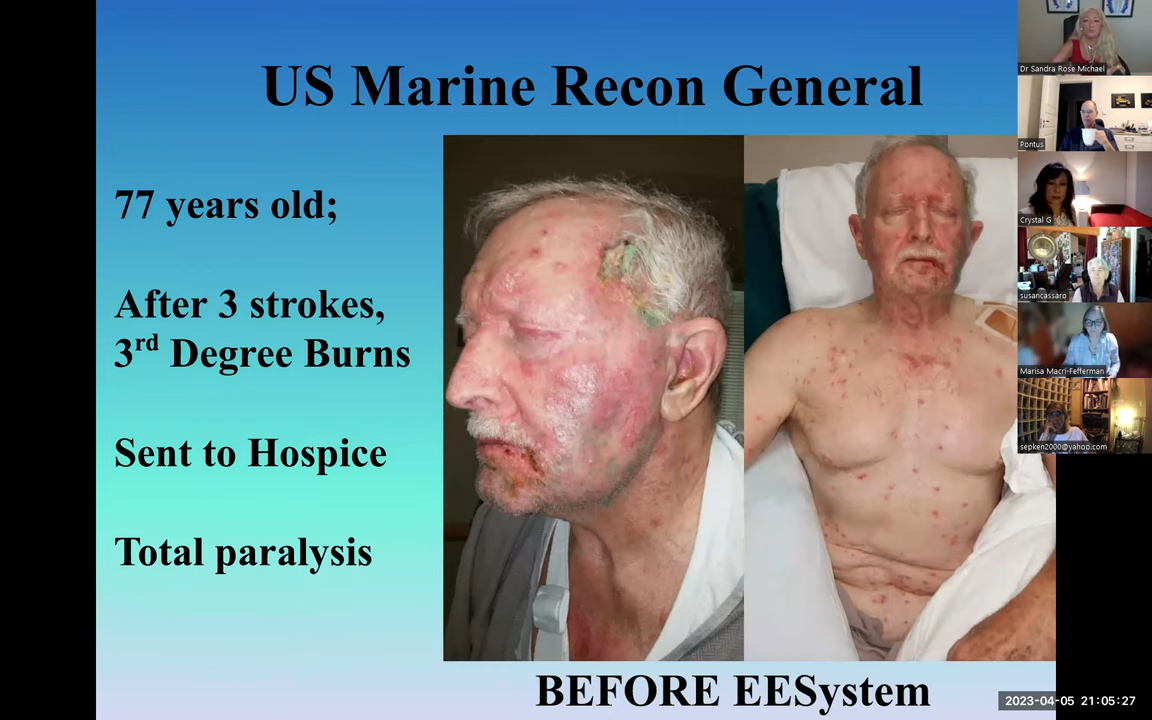 US Marine Recon General
77 years old;
After 3 strokes,
3rd Degree Burns
Sent to Hospice
Total paralysis
BEFORE EESystem
Dr Sandra Rose Michael
Pontus
Crystal G
susancassaro
Marisa Macri-Fefferman
sepken2000@yahoo.com
2023-04-05 21:05:27